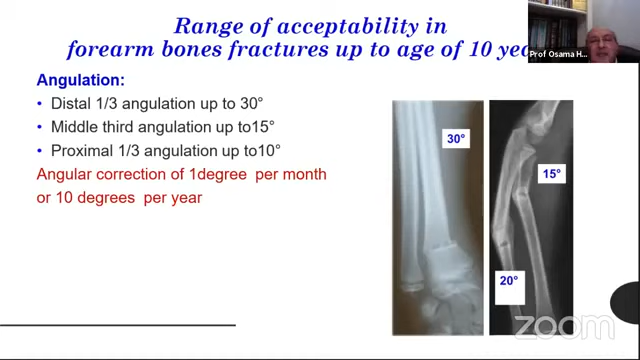 Range of acceptability in
forearm bones fractures up to age of 10
Prof Osama H...
Angulation:
• Distal 1/3 angulation up to 30°
• Middle third angulation up to15°
• Proximal 1/3 angulation up to10°
Angular correction of 1degree  per month
or 10 degrees  per year
30°
15°
20°
zoom